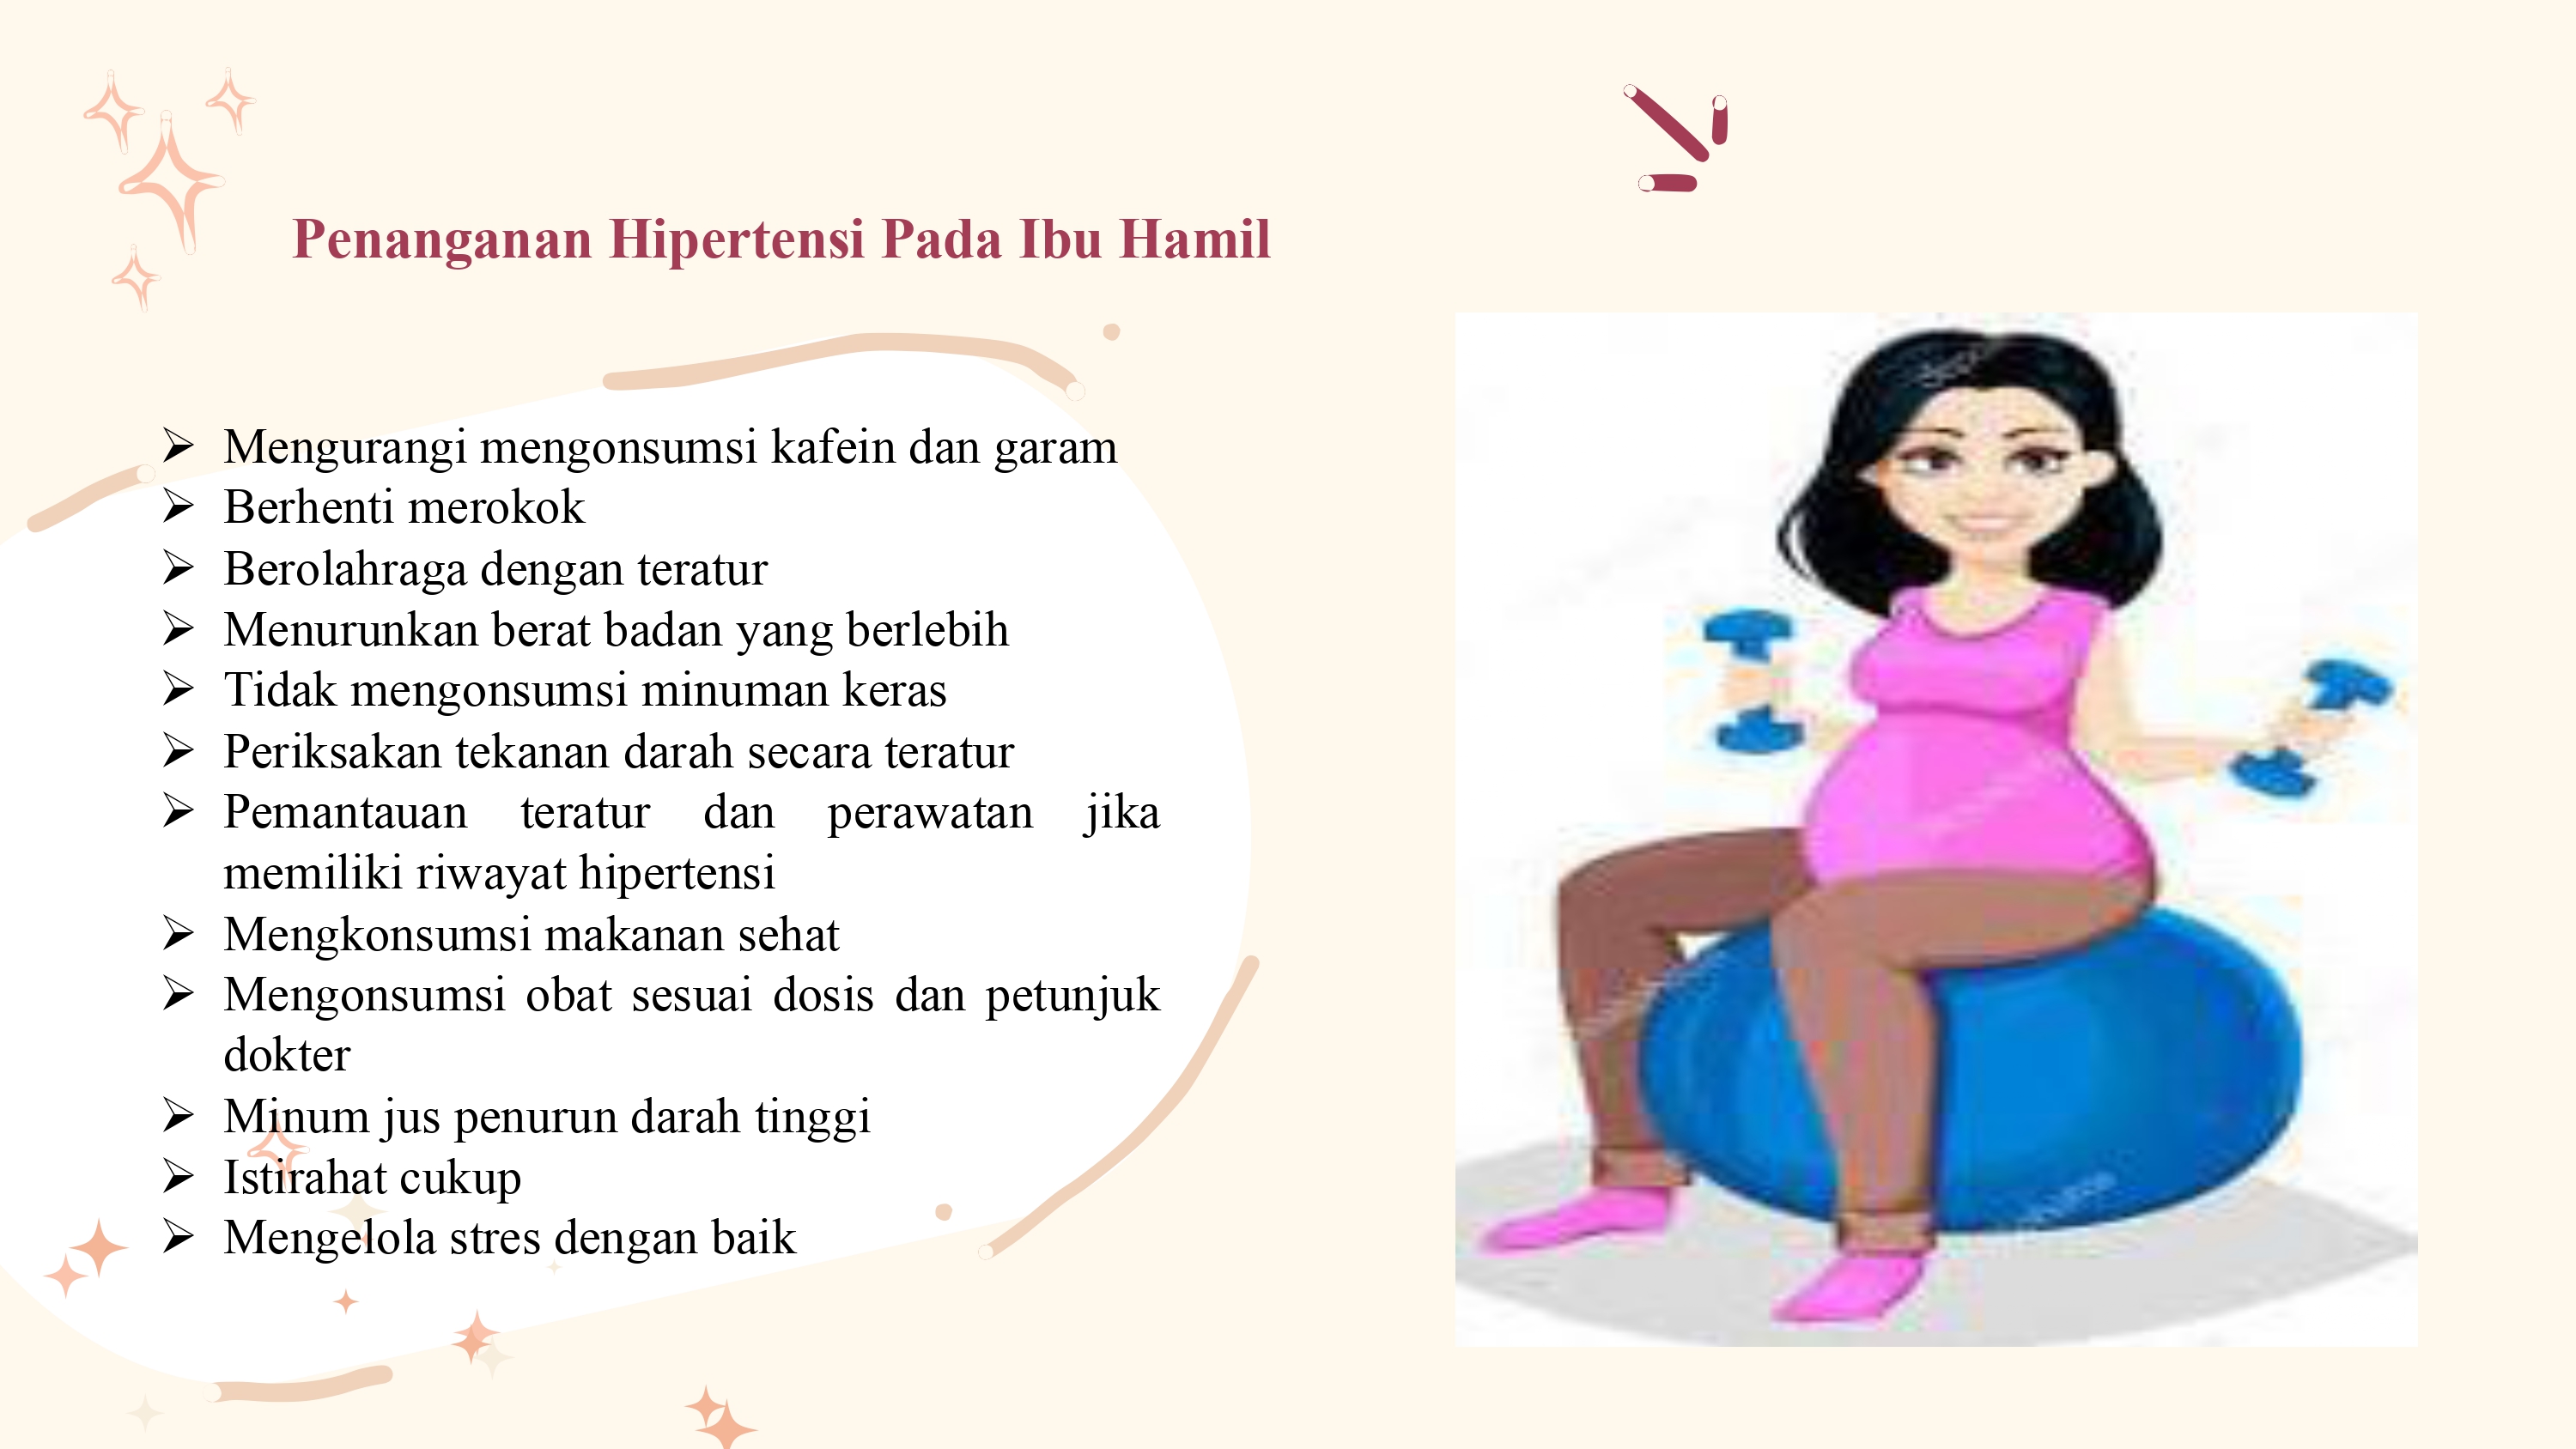 Penanganan Hipertensi Pada Ibu Hamil
➢ Mengurangi mengonsumsi kafein dan garam
➢ Berhenti merokok
➢ Berolahraga dengan teratur
➢ Menurunkan berat badan yang berlebih
➢ Tidak mengonsumsi minuman keras
➢ Periksakan tekanan darah secara teratur
➢ Pemantauan teratur dan perawatan jika
memiliki riwayat hipertensi
➢ Mengkonsumsi makanan sehat
➢ Mengonsumsi obat sesuai dosis dan petunjuk
dokter
➢ Minum jus penurun darah tinggi
➢ Istirahat cukup
➢ Mengelola stres dengan baik